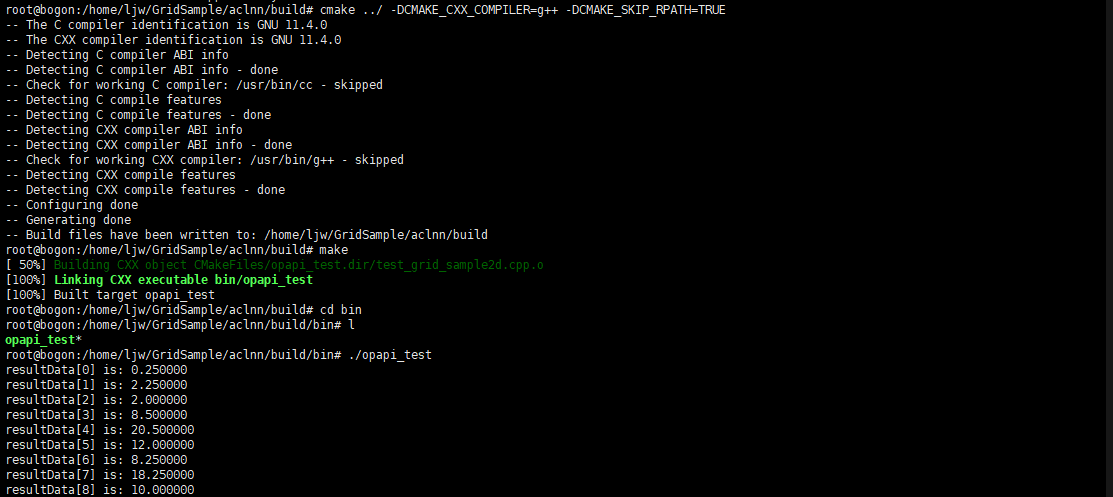 root@bogon:/home/ljw/GridSample/aclnn/build# cmake ../ -DCMAKE_CXX_COMPILER=g++ -DCMAKE_SKIP_RPATH=TRUE
-- The C compiler identification is GNU 11.4.0
-- The CXX compiler identification is GNU 11.4.0
-- Detecting C compiler ABI info
-- Detecting C compiler ABI info - done
-- Check for working C compiler: /usr/bin/cc - skipped
-- Detecting C compile features
-- Detecting C compile features - done
-- Detecting CXX compiler ABI info
-- Detecting CXX compiler ABI info - done
-- Check for working CXX compiler: /usr/bin/g++ - skipped
-- Detecting CXX compile features
-- Detecting CXX compile features - done
-- Configuring done
-- Generating done
-- Build files have been written to: /home/ljw/GridSample/aclnn/build
root@bogon:/home/ljw/GridSample/aclnn/build# make
[ 50%] Building CXX object CMakeFiles/opapi_test.dir/test_grid_sample2d.cpp.o
[100%] Linking CXX executable bin/opapi_test
[100%] Built target opapi_test
root@bogon:/home/ljw/GridSample/aclnn/build# cd bin
root@bogon:/home/ljw/GridSample/aclnn/build/bin# l
opapi_test*
root@bogon:/home/ljw/GridSample/aclnn/build/bin# ./opapi_test
resultData[0] is: 0.250000
resultData[1] is: 2.250000
resultData[2] is: 2.000000
resultData[3] is: 8.500000
resultData[4] is: 20.500000
resultData[5] is: 12.000000
resultData[6] is: 8.250000
resultData[7] is: 18.250000
resultData[8] is: 10.000000